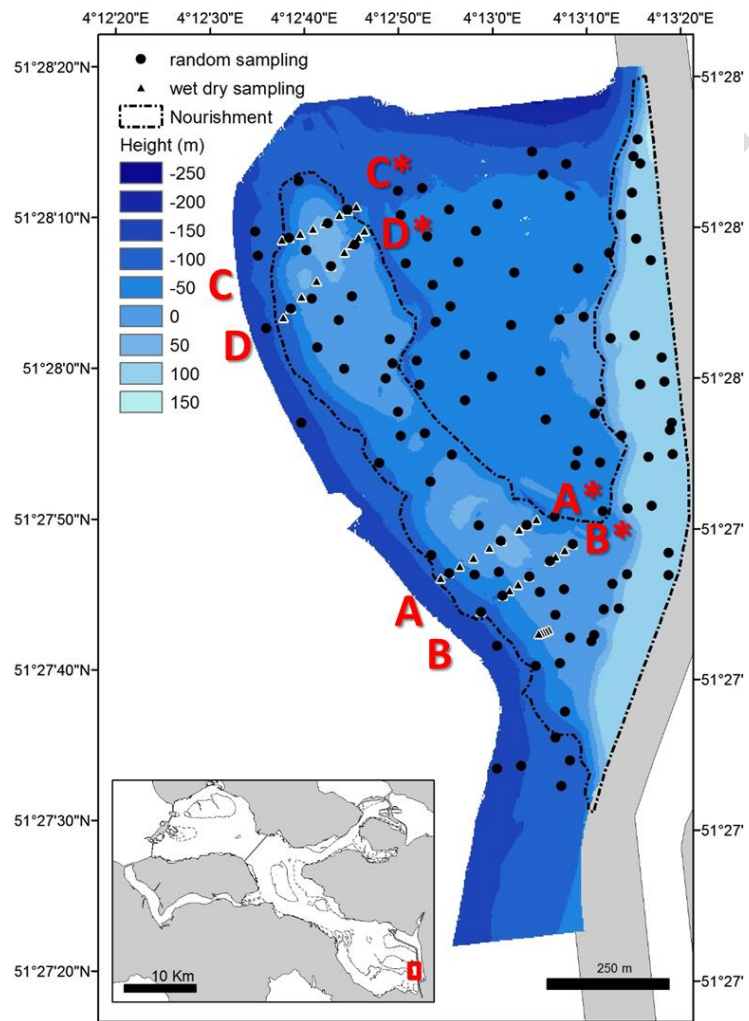 4°12'20"E
4°12'40"E
4°12'50"E
4°13'0"E
4°13'10"E
4°13'20"E
51°28'20"N
51°28'
random sampling
wet dry sampling
Nourishment
Height (m)
-250
-200
-150
-100
-50
0
50
100
150
C*
D*
51°28'10"N
51°28'
C
D
51°28'0"N
51°28'
A*
B*
51°27'50"N
51°27'
A
B
51°27'40"N
51°27'
51°27'30"N
51°27'
51°27'20"N
51°27'
10 Km
250 m